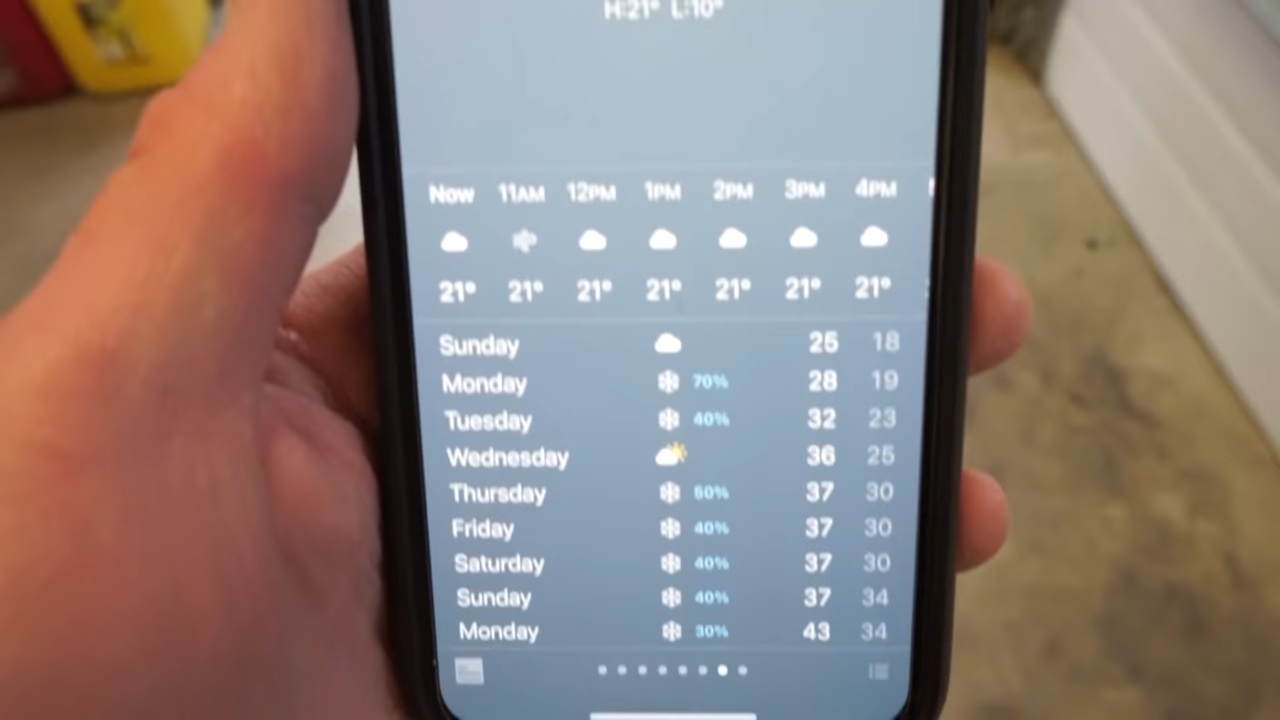 H:21° L:10°
Now 11AM 12PM 1PM 2PM 3PM 4PM
21° 21° 21° 21° 21° 21° 21°
Sunday 25 18
Monday 70% 28 19
Tuesday 40% 32 23
Wednesday 36 25
Thursday 50% 37 30
Friday 40% 37 30
Saturday 40% 37 30
Sunday 40% 37 34
Monday 30% 43 34